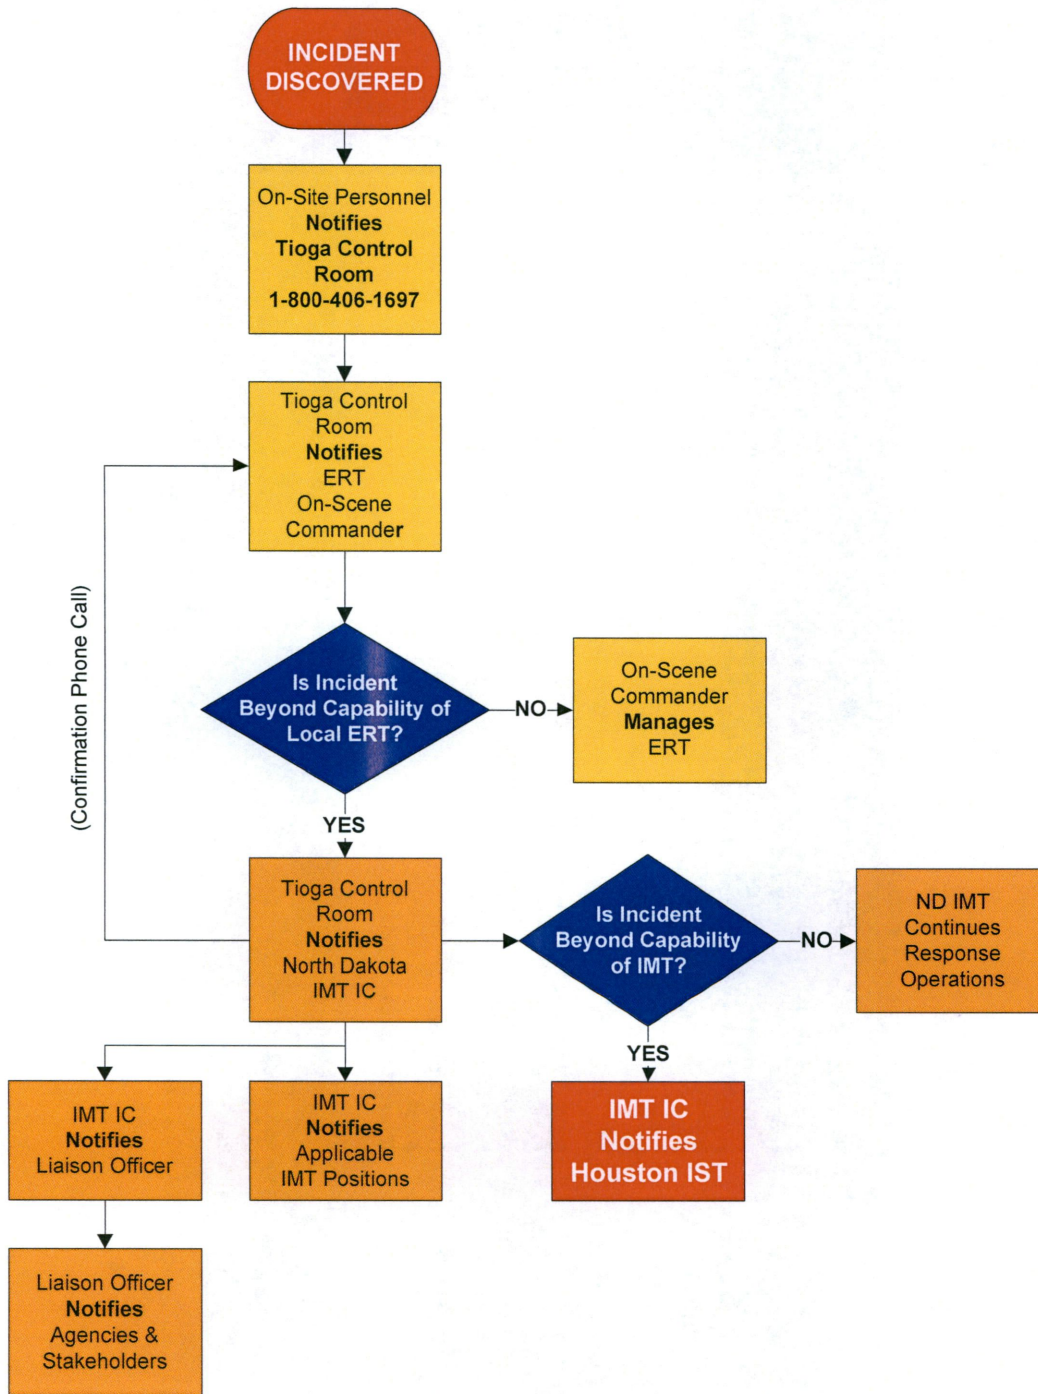 INCIDENT
DISCOVERED
On-Site Personnel
Notifies
Tioga Control
Room
1-800-406-1697
Tioga Control
Room
Notifies
ERT
On-Scene
Commander
(Confirmation Phone Call)
Is Incident
Beyond Capability of
Local ERT?
NO
On-Scene
Commander
Manages
ERT
YES
Tioga Control
Room
Notifies
North Dakota
IMT IC
Is Incident
Beyond Capability
of IMT?
NO
ND IMT
Continues
Response
Operations
YES
IMT IC
Notifies
Liaison Officer
IMT IC
Notifies
Applicable
IMT Positions
IMT IC
Notifies
Houston IST
Liaison Officer
Notifies
Agencies &
Stakeholders